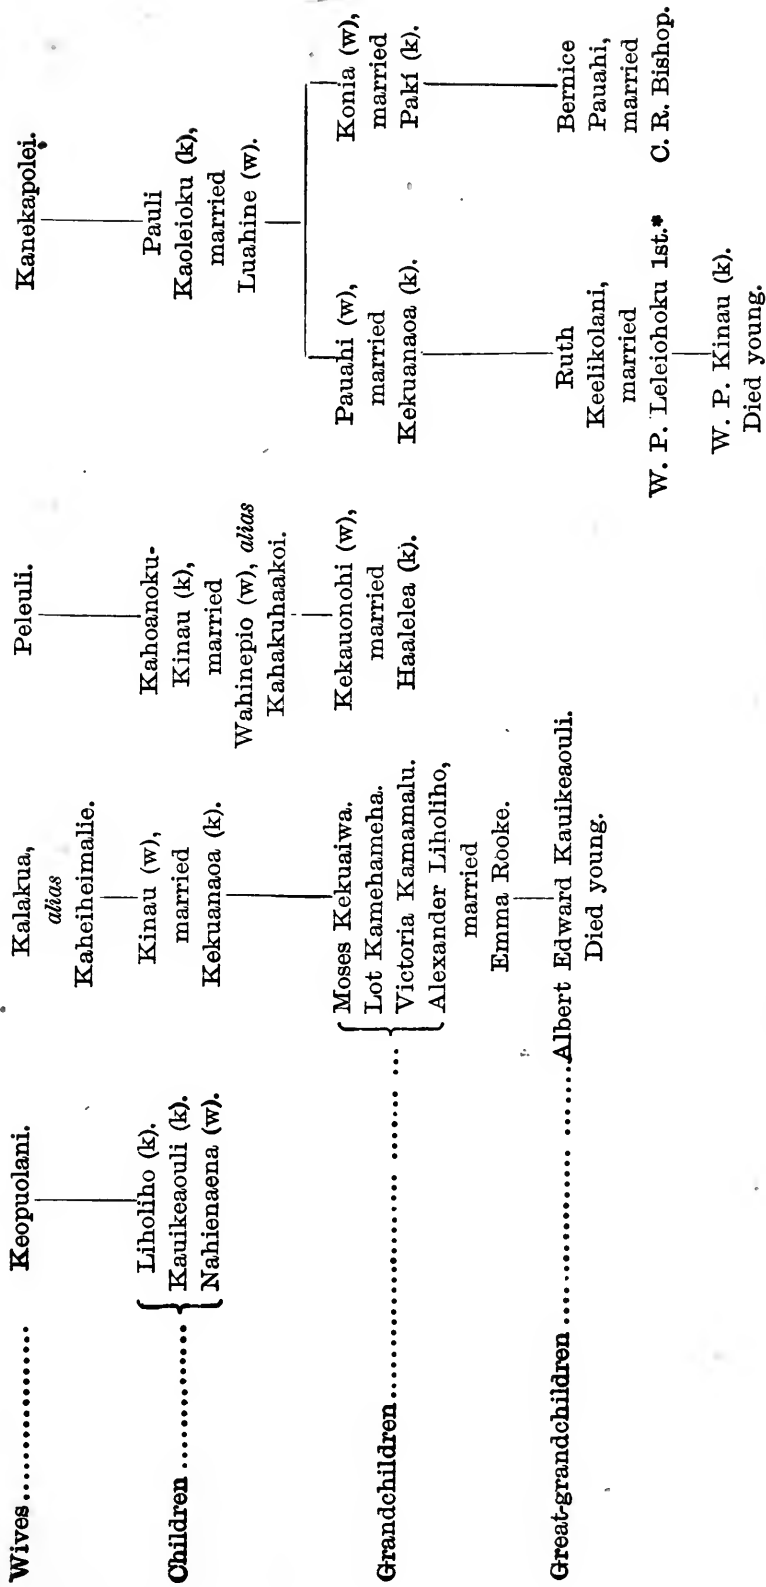 Wives.................. Keopulani.
Kalakua,
alias
Kaheiheimalie.
Peleuli.
Kanekapolei.
Children ...............
Liholiho (k).
Kauikeaouli (k).
Nahienaena (w).
Kinau (w),
married
Kekuanaoa (k).
Kahoanoku-
Kinau (k),
married
Wahinepio (w), alias
Kahakuhaakoi.
Pauli
Kaoleioku (k),
married
Luahine (w).
Grandchildren..............................
Moses Kekuaiwa.
Lot Kamehameha.
Victoria Kamamalu.
Alexander Liholiho,
married
Emma Rooke.
Kekauonohi (w),
married
Haalelea (k).
Pauahi (w),
married
Kekuanaoa (k).
Konia (w),
married
Paki (k).
Great-grandchildren ..............................Albert Edward Kauikeaouli.
Died young.
Ruth
Keelikolani,
married
W. P. Leleiohoku 1st.*
W. P. Kinau (k).
Died young.
Bernice
Pauahi,
married
C. R. Bishop.